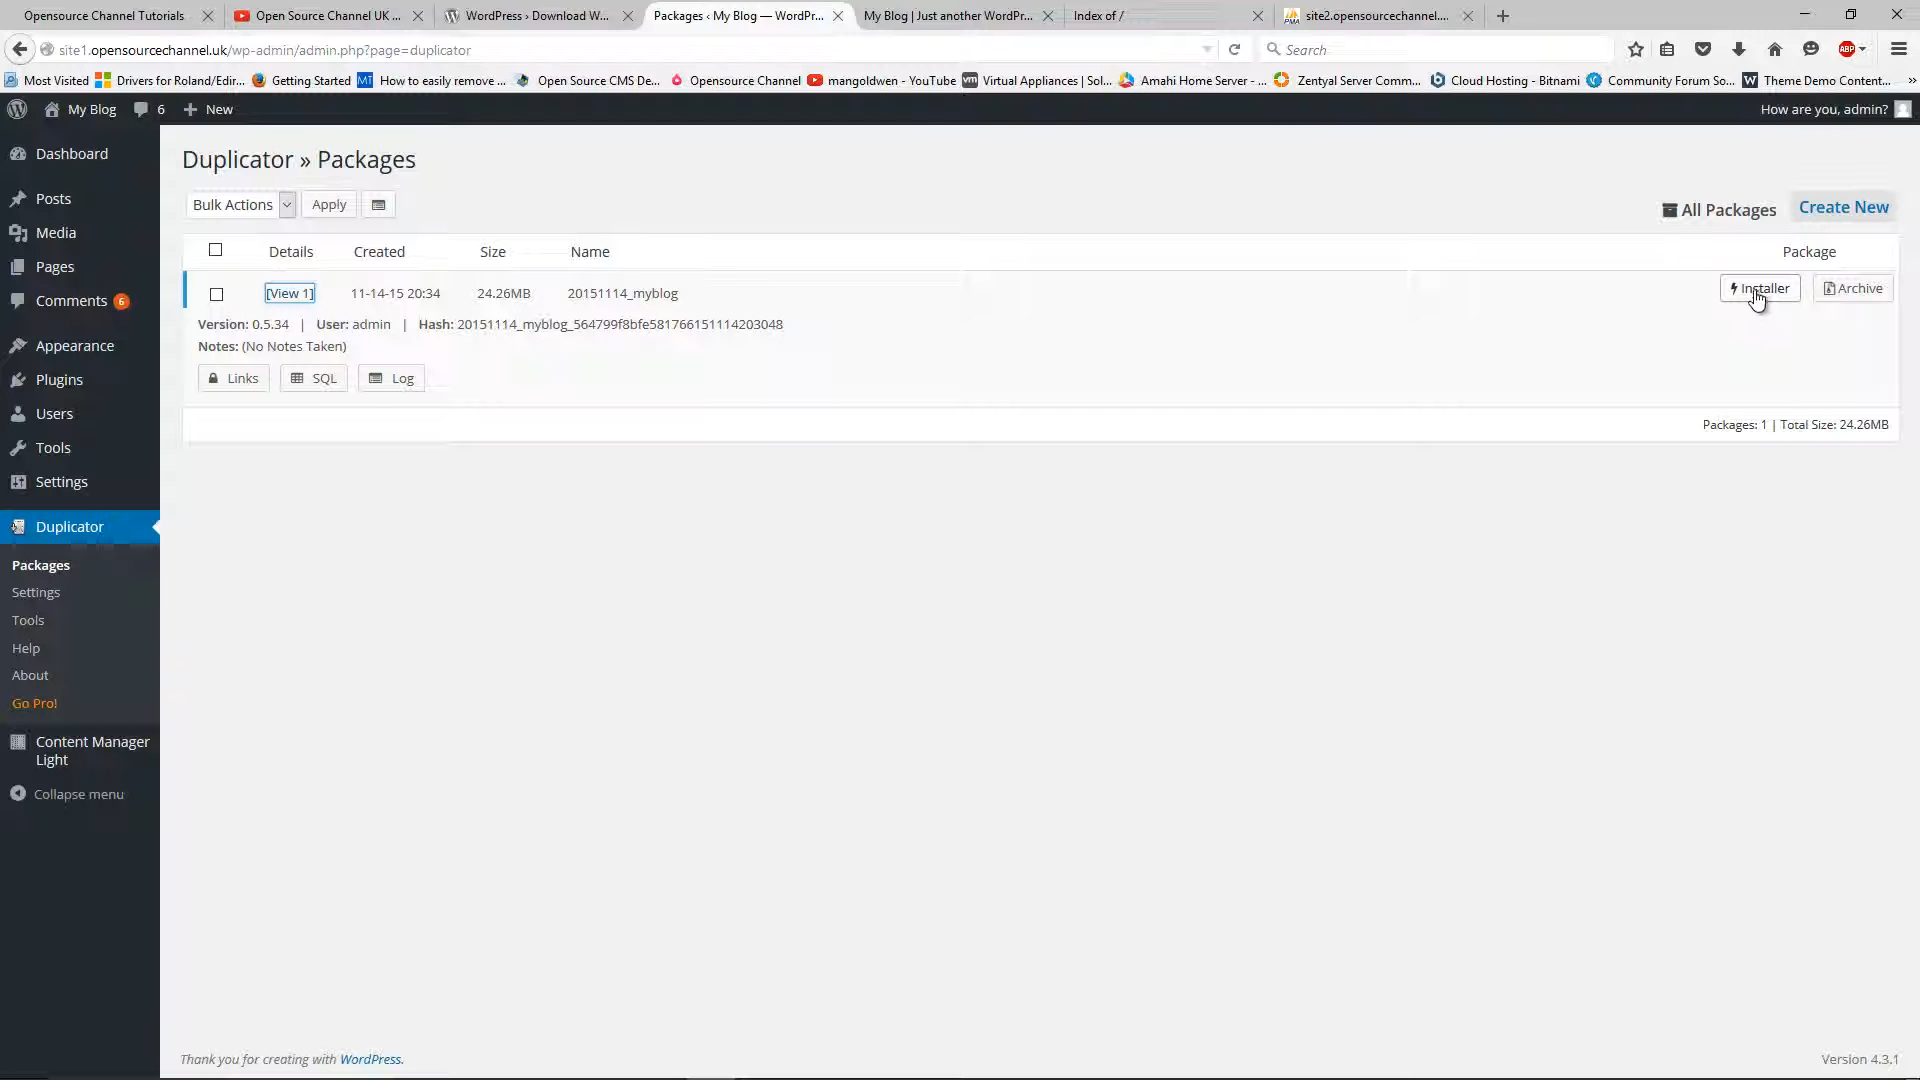 Opensource Channel Tutorials
Open Source Channel UK ...
WordPress › Download W...
Packages ‹ My Blog — WordPr...
My Blog | Just another WordPr...
Index of /
site2.opensourcechannel....
site1.opensourcechannel.uk/wp-admin/admin.php?page=duplicator
Search
ABP
Most Visited
Drivers for Roland/Edir...
Getting Started
MT How to easily remove ...
Open Source CMS De...
Opensource Channel
mangoldwen - YouTube
vm Virtual Appliances | Sol...
Amahi Home Server - ...
Zentyal Server Comm...
Cloud Hosting - Bitnami
Community Forum So...
W Theme Demo Content...
My Blog
6
New
How are you, admin?
Dashboard
Posts
Media
Pages
Comments 6
Appearance
Plugins
Users
Tools
Settings
Duplicator
Packages
Settings
Tools
Help
About
Go Pro!
Content Manager
Light
Collapse menu
Duplicator » Packages
Bulk Actions
Apply
All Packages
Create New
Details Created Size Name Package
[View 1] 11-14-15 20:34 24.26MB 20151114_myblog Installer Archive
Version: 0.5.34 | User: admin | Hash: 20151114_myblog_564799f8bfe581766151114203048
Notes: (No Notes Taken)
Links SQL Log
Packages: 1 | Total Size: 24.26MB
Thank you for creating with WordPress.
Version 4.3.1